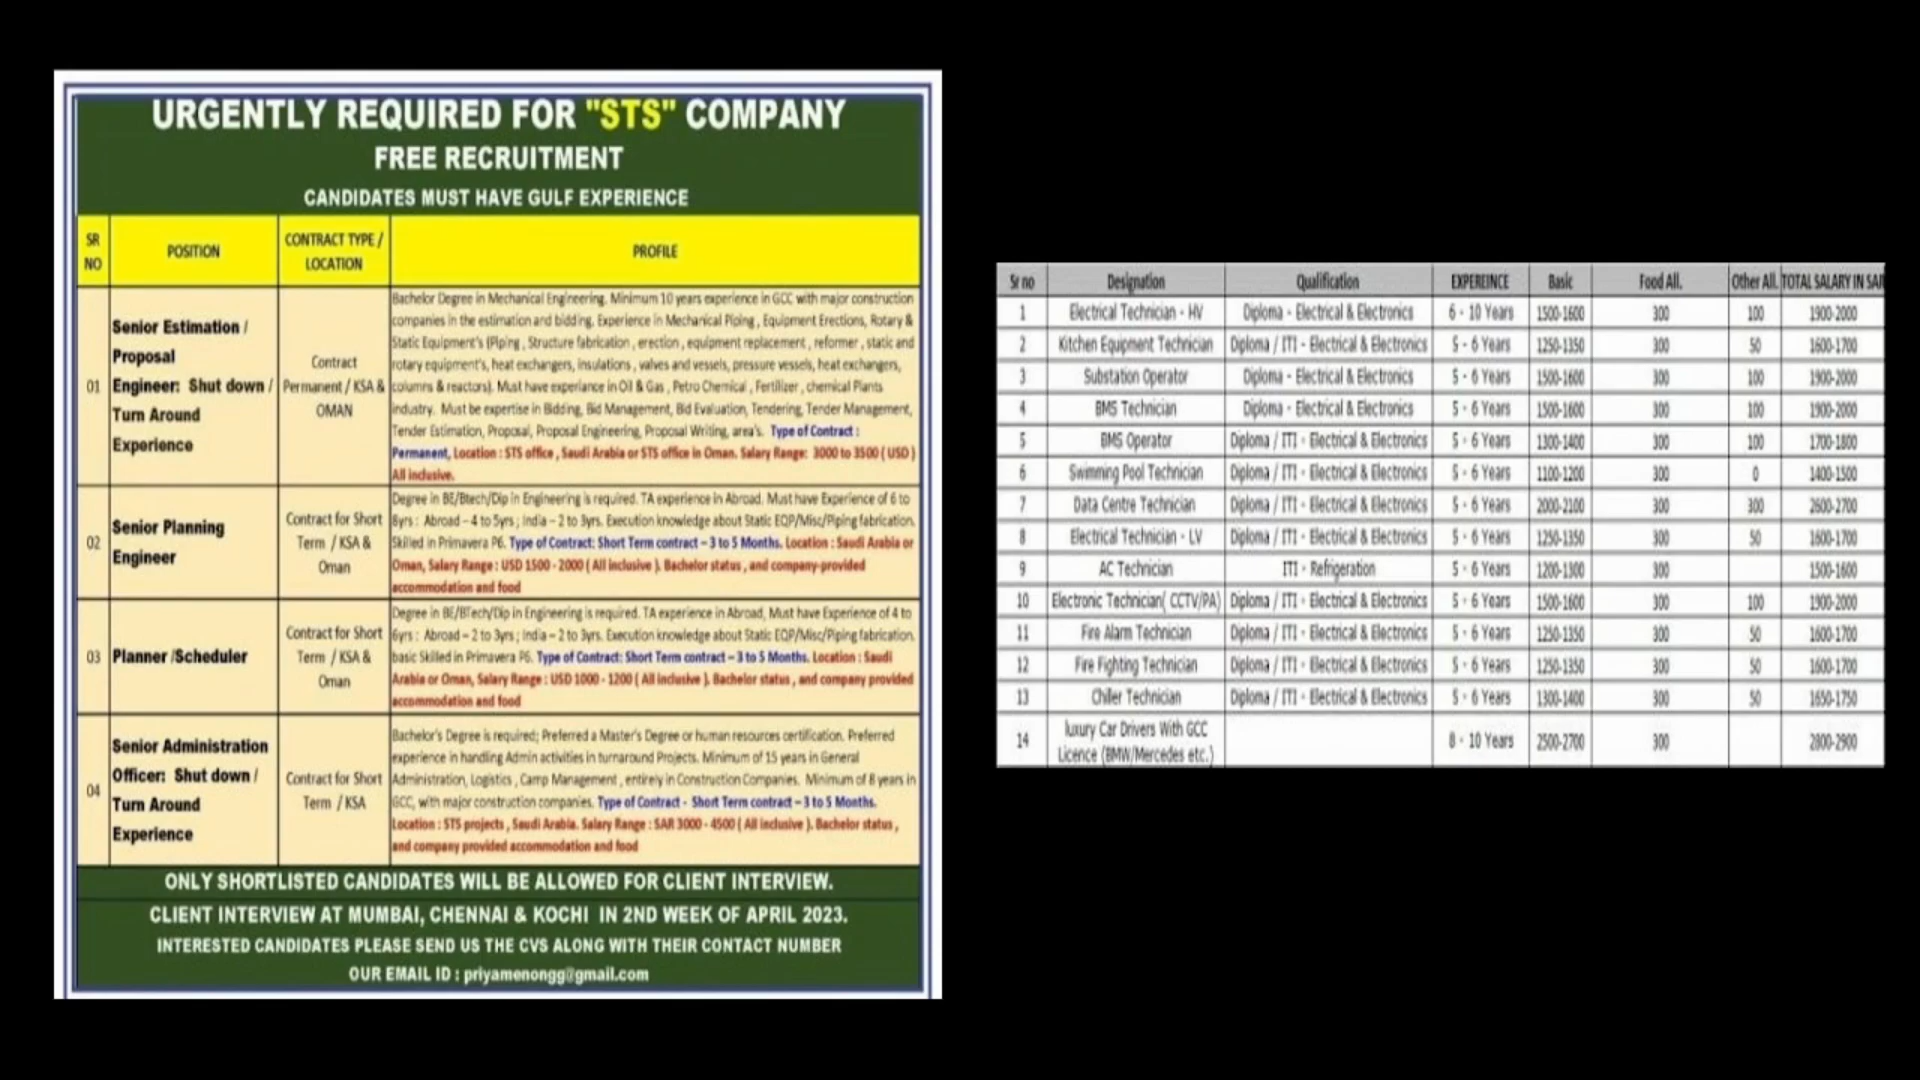 URGENTLY REQUIRED FOR "STS" COMPANY
FREE RECRUITMENT
CANDIDATES MUST HAVE GULF EXPERIENCE
SR NO | POSITION | CONTRACT TYPE / LOCATION | PROFILE
01
Senior Estimation /
Proposal
Engineer: Shut down /
Turn Around
Experience
Contract
Permanent / KSA &
OMAN
Bachelor Degree in Mechanical Engineering. Minimum 10 years experience in GCC with major construction
companies in the estimation and bidding. Experience in Mechanical Piping , Equipment Erections, Rotary &
Static Equipment's (Piping , Structure fabrication , erection , equipment replacement , reformer , static and
rotary equipment's, heat exchangers, insulations , valves and vessels, pressure vessels, heat exchangers,
columns & reactors). Must have experiance in Oil & Gas , Petro Chemical , Fertilizer , chemical Plants
industry. Must be expertise in Bidding, Bid Management, Bid Evaluation, Tendering, Tender Management,
Tender Estimation, Proposal, Proposal Engineering, Proposal Writing, area's. Type of Contract :
Permanent, Location : STS office , Saudi Arabia or STS office in Oman. Salary Range: 3000 to 3500 ( USD )
All inclusive.
02
Senior Planning
Engineer
Contract for Short
Term / KSA &
Oman
Degree in BE/Btech/Dip in Engineering is required. TA experience in Abroad. Must have Experience of 6 to
8yrs : Abroad – 4 to 5yrs ; India – 2 to 3yrs. Execution knowledge about Static EQP/Misc/Piping fabrication.
Skilled in Primavera P6. Type of Contract: Short Term contract – 3 to 5 Months. Location : Saudi Arabia or
Oman, Salary Range : USD 1500 - 2000 ( All inclusive ). Bachelor status , and company-provided
accommodation and food
03
Planner /Scheduler
Contract for Short
Term / KSA &
Oman
Degree in BE/BTech/Dip in Engineering is required. TA experience in Abroad, Must have Experience of 4 to
6yrs : Abroad – 2 to 3yrs ; India – 2 to 3yrs. Execution knowledge about Static EQP/Misc/Piping fabrication.
basic Skilled in Primavera P6. Type of Contract: Short Term contract – 3 to 5 Months. Location : Saudi
Arabia or Oman, Salary Range : USD 1000 - 1200 ( All inclusive ). Bachelor status , and company provided
accommodation and food
04
Senior Administration
Officer: Shut down /
Turn Around
Experience
Contract for Short
Term / KSA
Bachelor's Degree is required; Preferred a Master's Degree or human resources certification. Preferred
experience in handling Admin activities in turnaround Projects. Minimum of 15 years in General
Administration, Logistics , Camp Management , entirely in Construction Companies. Minimum of 8 years in
GCC, with major construction companies. Type of Contract - Short Term contract – 3 to 5 Months.
Location : STS projects , Saudi Arabia. Salary Range : SAR 3000 - 4500 ( All inclusive ). Bachelor status ,
and company provided accommodation and food
ONLY SHORTLISTED CANDIDATES WILL BE ALLOWED FOR CLIENT INTERVIEW.
CLIENT INTERVIEW AT MUMBAI, CHENNAI & KOCHI IN 2ND WEEK OF APRIL 2023.
INTERESTED CANDIDATES PLEASE SEND US THE CVS ALONG WITH THEIR CONTACT NUMBER
OUR EMAIL ID : priyamenongg@gmail.com
Sr no | Designation | Qualification | EXPEREINCE | Basic | Food All. | Other All. | TOTAL SALARY IN SAR
1 | Electrical Technician - HV | Diploma - Electrical & Electronics | 6 - 10 Years | 1500-1600 | 300 | 100 | 1900-2000
2 | Kitchen Equipment Technician | Diploma / ITI - Electrical & Electronics | 5 - 6 Years | 1250-1350 | 300 | 50 | 1600-1700
3 | Substation Operator | Diploma - Electrical & Electronics | 5 - 6 Years | 1500-1600 | 300 | 100 | 1900-2000
4 | BMS Technician | Diploma - Electrical & Electronics | 5 - 6 Years | 1500-1600 | 300 | 100 | 1900-2000
5 | BMS Operator | Diploma / ITI - Electrical & Electronics | 5 - 6 Years | 1300-1400 | 300 | 100 | 1700-1800
6 | Swimming Pool Technician | Diploma / ITI - Electrical & Electronics | 5 - 6 Years | 1100-1200 | 300 | 0 | 1400-1500
7 | Data Centre Technician | Diploma / ITI - Electrical & Electronics | 5 - 6 Years | 2000-2100 | 300 | 300 | 2600-2700
8 | Electrical Technician - LV | Diploma / ITI - Electrical & Electronics | 5 - 6 Years | 1250-1350 | 300 | 50 | 1600-1700
9 | AC Technician | ITI - Refrigeration | 5 - 6 Years | 1200-1300 | 300 | | 1500-1600
10 | Electronic Technician( CCTV/PA) | Diploma / ITI - Electrical & Electronics | 5 - 6 Years | 1500-1600 | 300 | 100 | 1900-2000
11 | Fire Alarm Technician | Diploma / ITI - Electrical & Electronics | 5 - 6 Years | 1250-1350 | 300 | 50 | 1600-1700
12 | Fire Fighting Technician | Diploma / ITI - Electrical & Electronics | 5 - 6 Years | 1250-1350 | 300 | 50 | 1600-1700
13 | Chiller Technician | Diploma / ITI - Electrical & Electronics | 5 - 6 Years | 1300-1400 | 300 | 50 | 1650-1750
14 | luxury Car Drivers With GCC Licence (BMW/Mercedes etc.) | | 8 - 10 Years | 2500-2700 | 300 | | 2800-2900